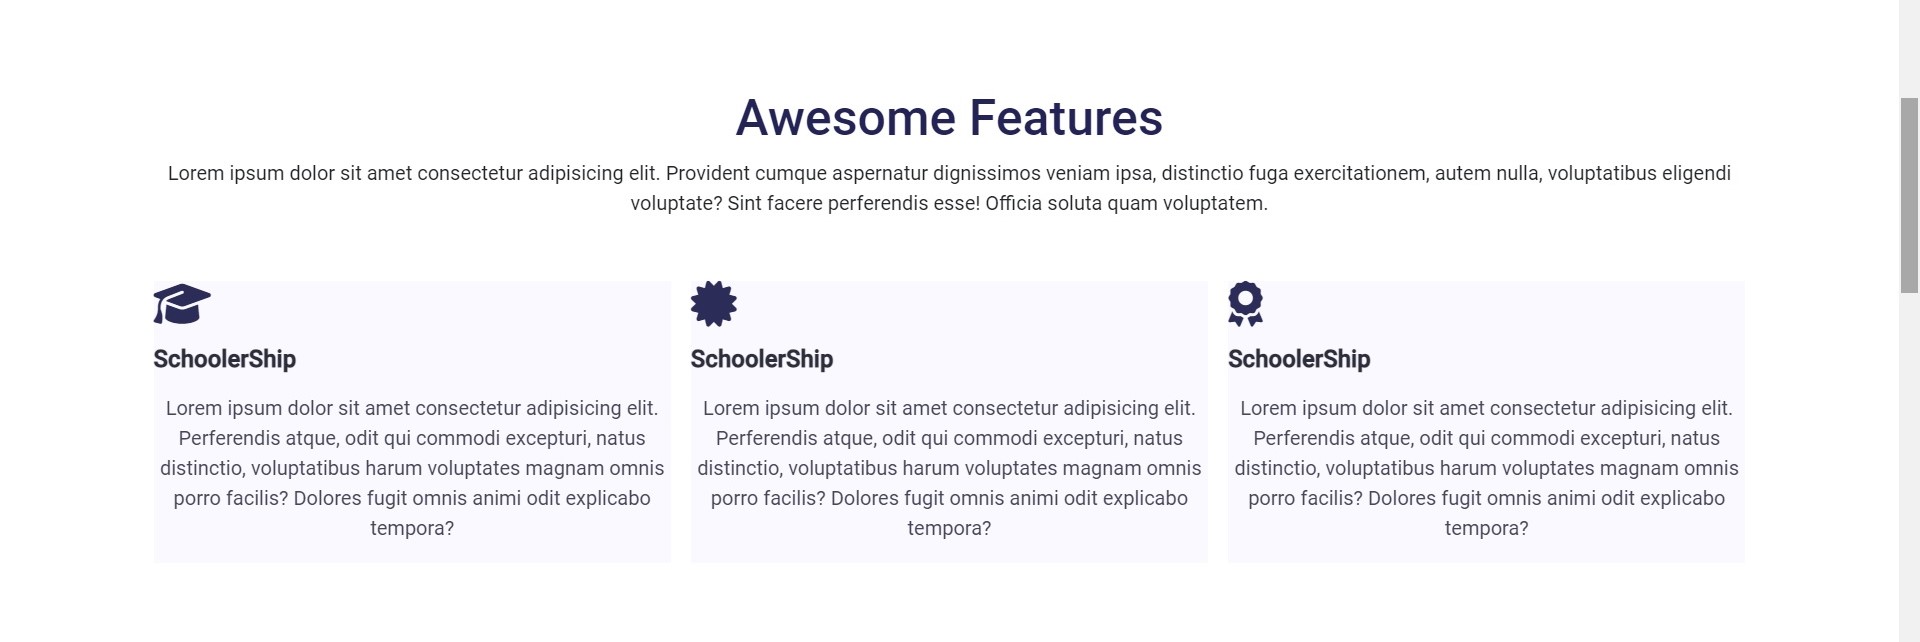 Awesome Features
Lorem ipsum dolor sit amet consectetur adipisicing elit. Provident cumque aspernatur dignissimos veniam ipsa, distinctio fuga exercitationem, autem nulla, voluptatibus eligendi
voluptate? Sint facere perferendis esse! Officia soluta quam voluptatem.
SchoolerShip
Lorem ipsum dolor sit amet consectetur adipisicing elit.
Perferendis atque, odit qui commodi excepturi, natus
distinctio, voluptatibus harum voluptates magnam omnis
porro facilis? Dolores fugit omnis animi odit explicabo
tempora?
SchoolerShip
Lorem ipsum dolor sit amet consectetur adipisicing elit.
Perferendis atque, odit qui commodi excepturi, natus
distinctio, voluptatibus harum voluptates magnam omnis
porro facilis? Dolores fugit omnis animi odit explicabo
tempora?
SchoolerShip
Lorem ipsum dolor sit amet consectetur adipisicing elit.
Perferendis atque, odit qui commodi excepturi, natus
distinctio, voluptatibus harum voluptates magnam omnis
porro facilis? Dolores fugit omnis animi odit explicabo
tempora?